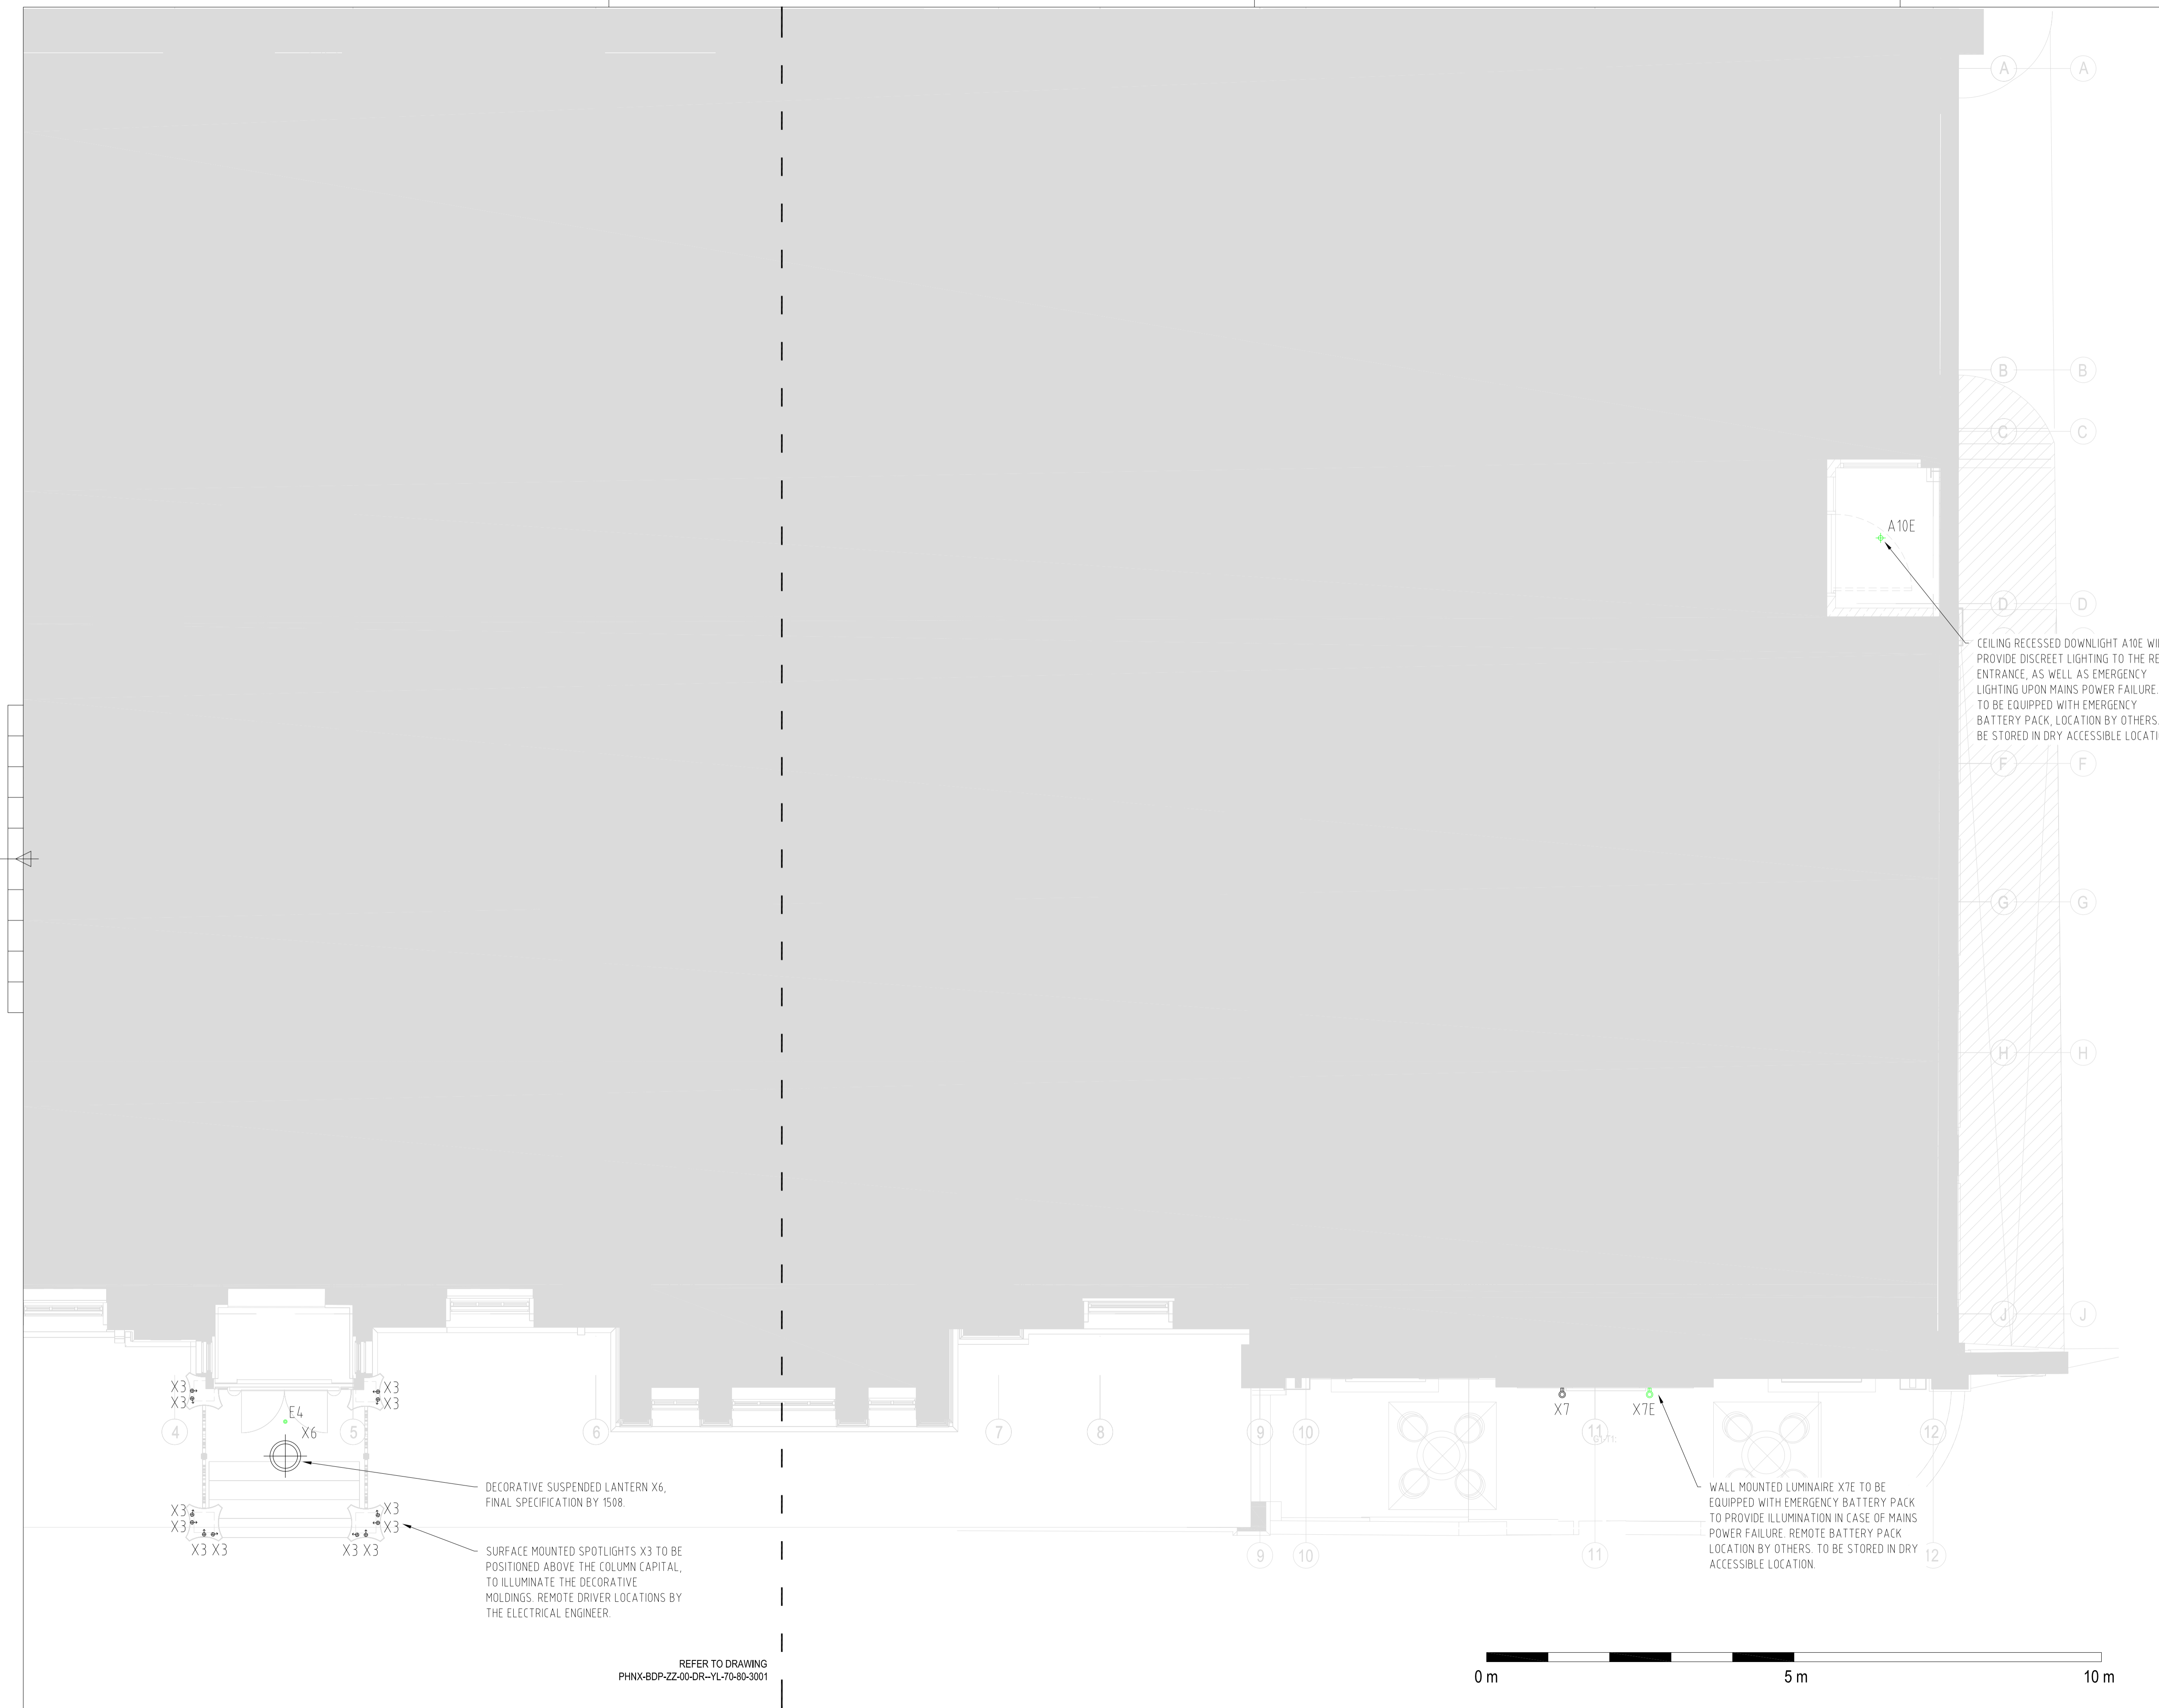 A A
B B
C C
A10E
D D
CEILING RECESSED DOWNLIGHT A10E
PROVIDE DISCREET LIGHTING TO THE
ENTRANCE, AS WELL AS EMERGENCY
LIGHTING UPON MAINS POWER FAILURE.
TO BE EQUIPPED WITH EMERGENCY
BATTERY PACK, LOCATION BY OTHERS.
BE STORED IN DRY ACCESSIBLE
F F
G G
H H
J J
X3 X3
X3 X3
E4
X6
X7 X7E
4 5 6 7 8 9 10 11 12
DECORATIVE SUSPENDED LANTERN X6,
FINAL SPECIFICATION BY 1508.
WALL MOUNTED LUMINAIRE X7E TO BE
EQUIPPED WITH EMERGENCY BATTERY PACK
TO PROVIDE ILLUMINATION IN CASE OF MAINS
POWER FAILURE. REMOTE BATTERY PACK
LOCATION BY OTHERS. TO BE STORED IN DRY
ACCESSIBLE LOCATION.
X3 X3
X3 X3
X3 X3 X3 X3
SURFACE MOUNTED SPOTLIGHTS X3 TO BE
POSITIONED ABOVE THE COLUMN CAPITAL,
TO ILLUMINATE THE DECORATIVE
MOLDINGS. REMOTE DRIVER LOCATIONS BY
THE ELECTRICAL ENGINEER.
9 10 11 12
REFER TO DRAWING
PHNX-BDP-ZZ-00-DR--YL-70-80-3001
0 m 5 m 10 m